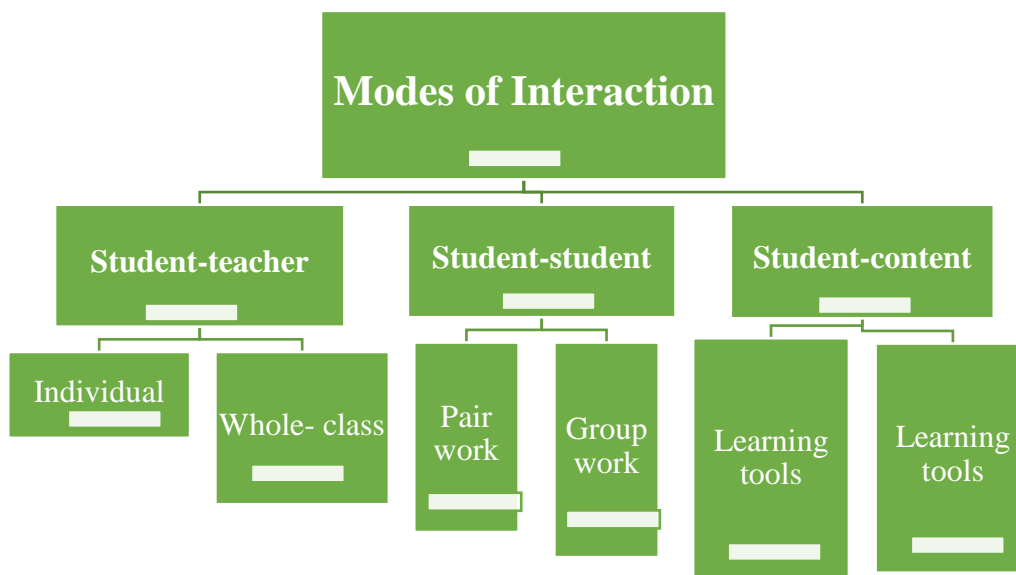 Modes of Interaction
Student-teacher
Student-student
Student-content
Individual
Whole- class
Pair
work
Group
work
Learning
tools
Learning
tools